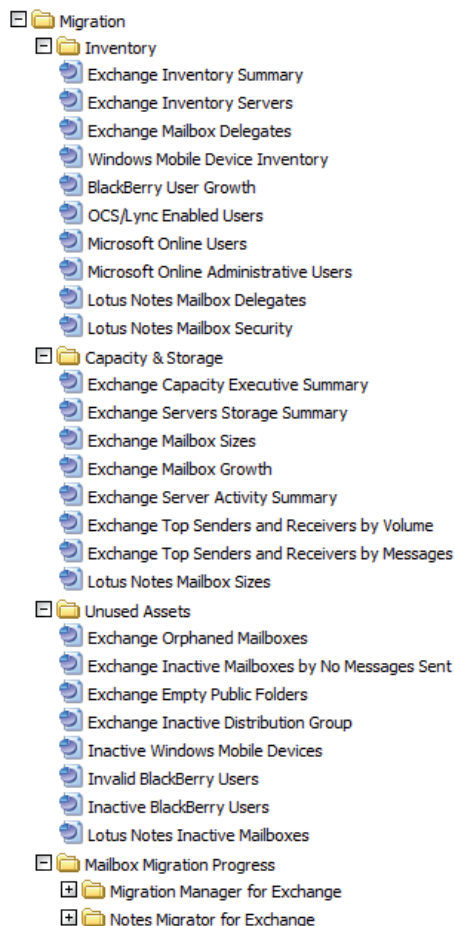 Migration
Inventory
Exchange Inventory Summary
Exchange Inventory Servers
Exchange Mailbox Delegates
Windows Mobile Device Inventory
BlackBerry User Growth
OCS/Lync Enabled Users
Microsoft Online Users
Microsoft Online Administrative Users
Lotus Notes Mailbox Delegates
Lotus Notes Mailbox Security
Capacity & Storage
Exchange Capacity Executive Summary
Exchange Servers Storage Summary
Exchange Mailbox Sizes
Exchange Mailbox Growth
Exchange Server Activity Summary
Exchange Top Senders and Receivers by Volume
Exchange Top Senders and Receivers by Messages
Lotus Notes Mailbox Sizes
Unused Assets
Exchange Orphaned Mailboxes
Exchange Inactive Mailboxes by No Messages Sent
Exchange Empty Public Folders
Exchange Inactive Distribution Group
Inactive Windows Mobile Devices
Invalid BlackBerry Users
Inactive BlackBerry Users
Lotus Notes Inactive Mailboxes
Mailbox Migration Progress
Migration Manager for Exchange
Notes Migrator for Exchange